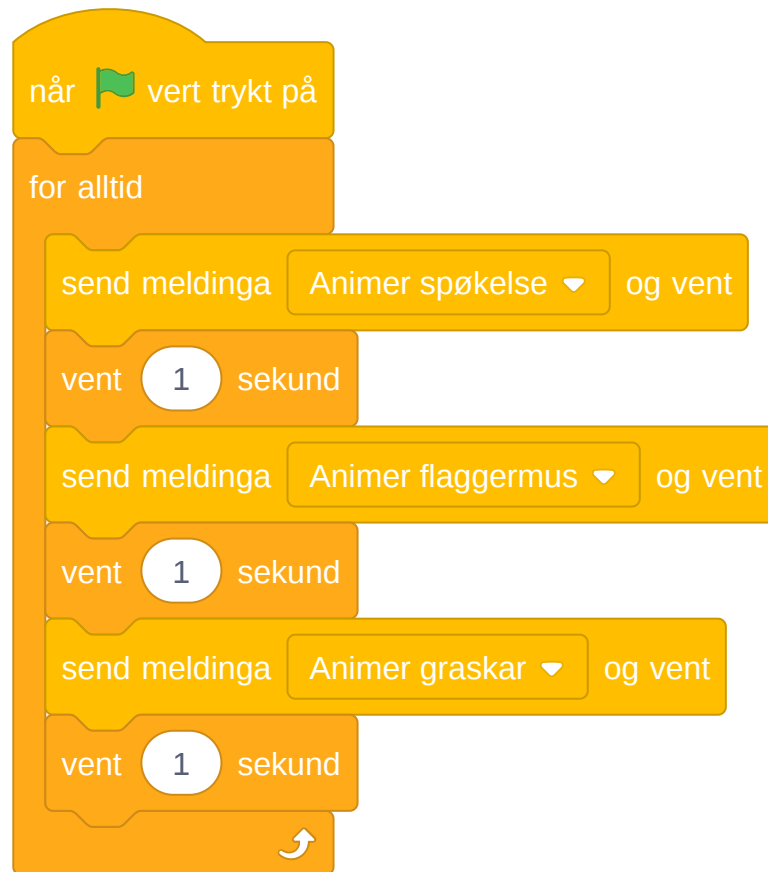 når vert trykt på
for alltid
send meldinga Animer spøkelse og vent
vent 1 sekund
send meldinga Animer flaggermus og vent
vent 1 sekund
send meldinga Animer graskar og vent
vent 1 sekund